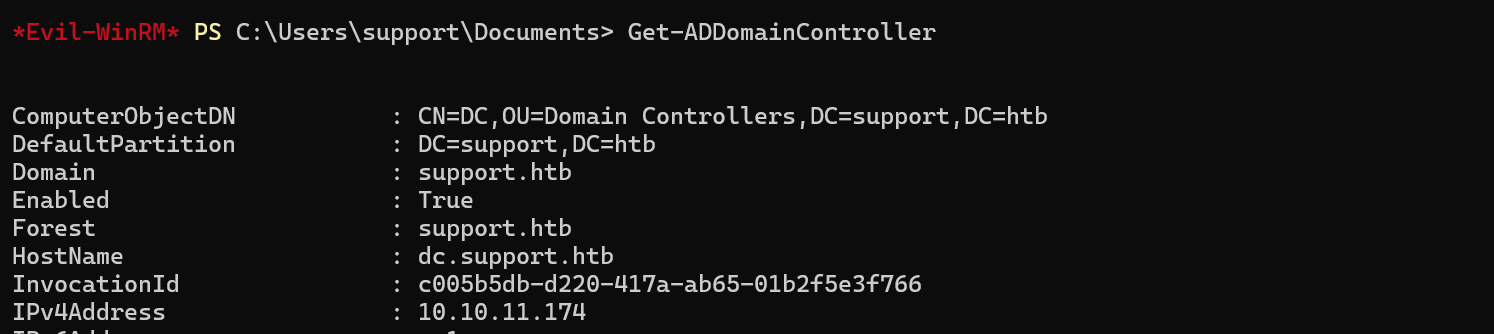 *Evil-WinRM* PS C:\Users\support\Documents> Get-ADDomainController
ComputerObjectDN : CN=DC,OU=Domain Controllers,DC=support,DC=htb
DefaultPartition : DC=support,DC=htb
Domain : support.htb
Enabled : True
Forest : support.htb
HostName : dc.support.htb
InvocationId : c005b5db-d220-417a-ab65-01b2f5e3f766
IPv4Address : 10.10.11.174